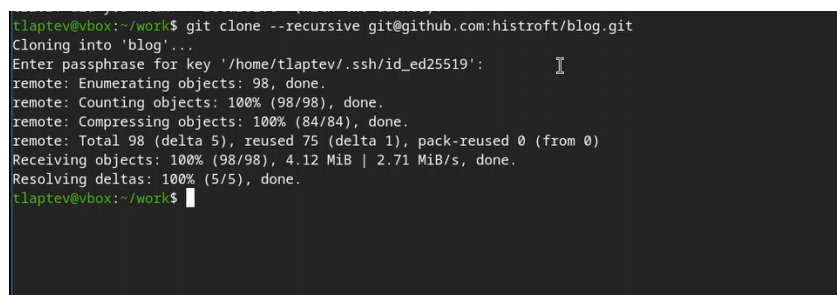 tlaptev@vbox:~/work$ git clone --recursive git@github.com:histroft/blog.git
Cloning into 'blog'...
Enter passphrase for key '/home/tlaptev/.ssh/id_ed25519':
remote: Enumerating objects: 98, done.
remote: Counting objects: 100% (98/98), done.
remote: Compressing objects: 100% (84/84), done.
remote: Total 98 (delta 5), reused 75 (delta 1), pack-reused 0 (from 0)
Receiving objects: 100% (98/98), 4.12 MiB | 2.71 MiB/s, done.
Resolving deltas: 100% (5/5), done.
tlaptev@vbox:~/work$